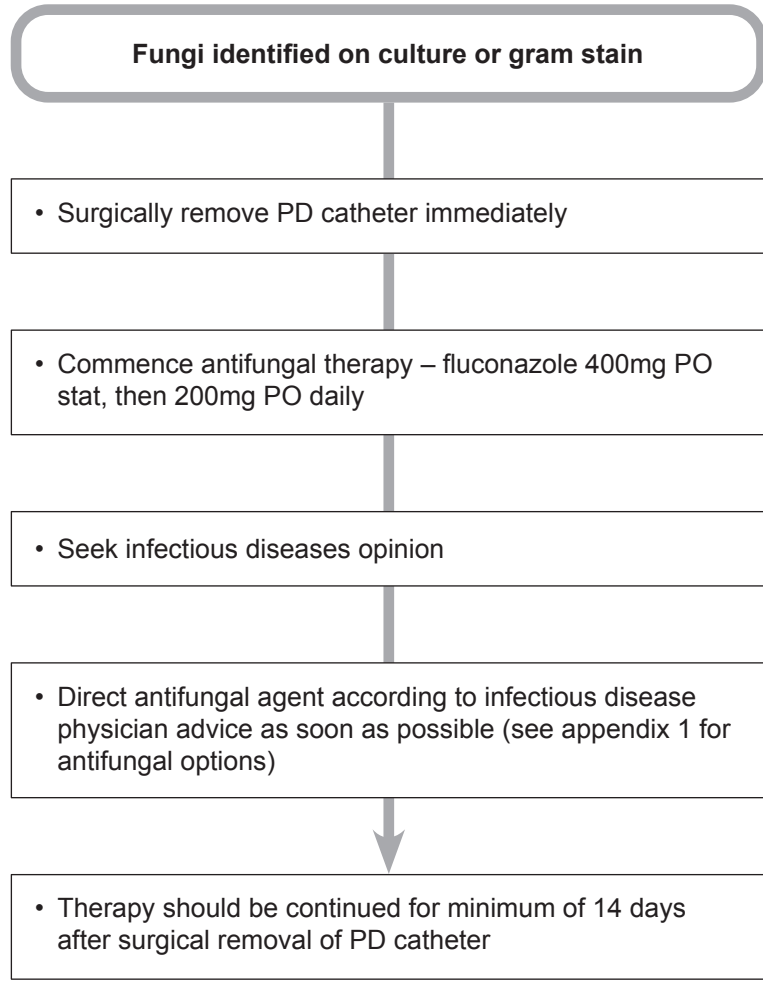 Fungi identified on culture or gram stain
• Surgically remove PD catheter immediately
• Commence antifungal therapy – fluconazole 400mg PO
stat, then 200mg PO daily
• Seek infectious diseases opinion
• Direct antifungal agent according to infectious disease
physician advice as soon as possible (see appendix 1 for
antifungal options)
• Therapy should be continued for minimum of 14 days
after surgical removal of PD catheter